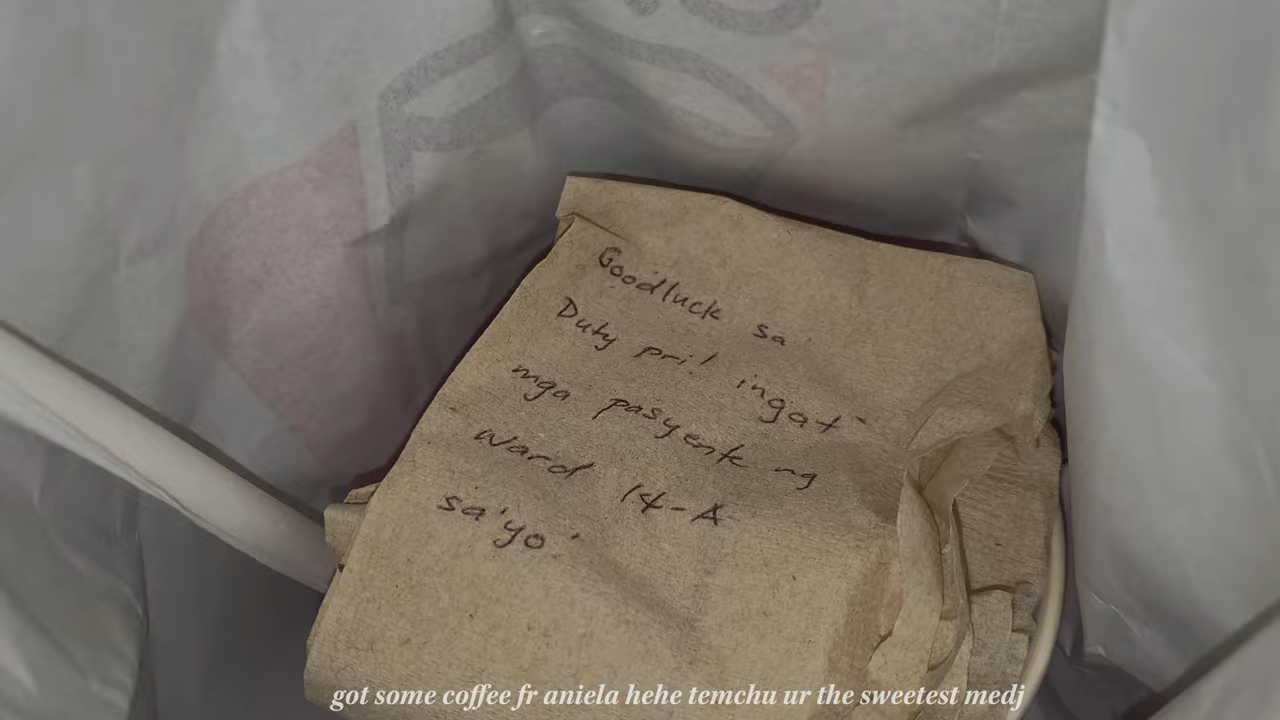 Goodluck sa
Duty pri! ingat
mga pasyente ng
Ward 14-A
sa'yo
got some coffee fr aniela hehe temchu ur the sweetest medj